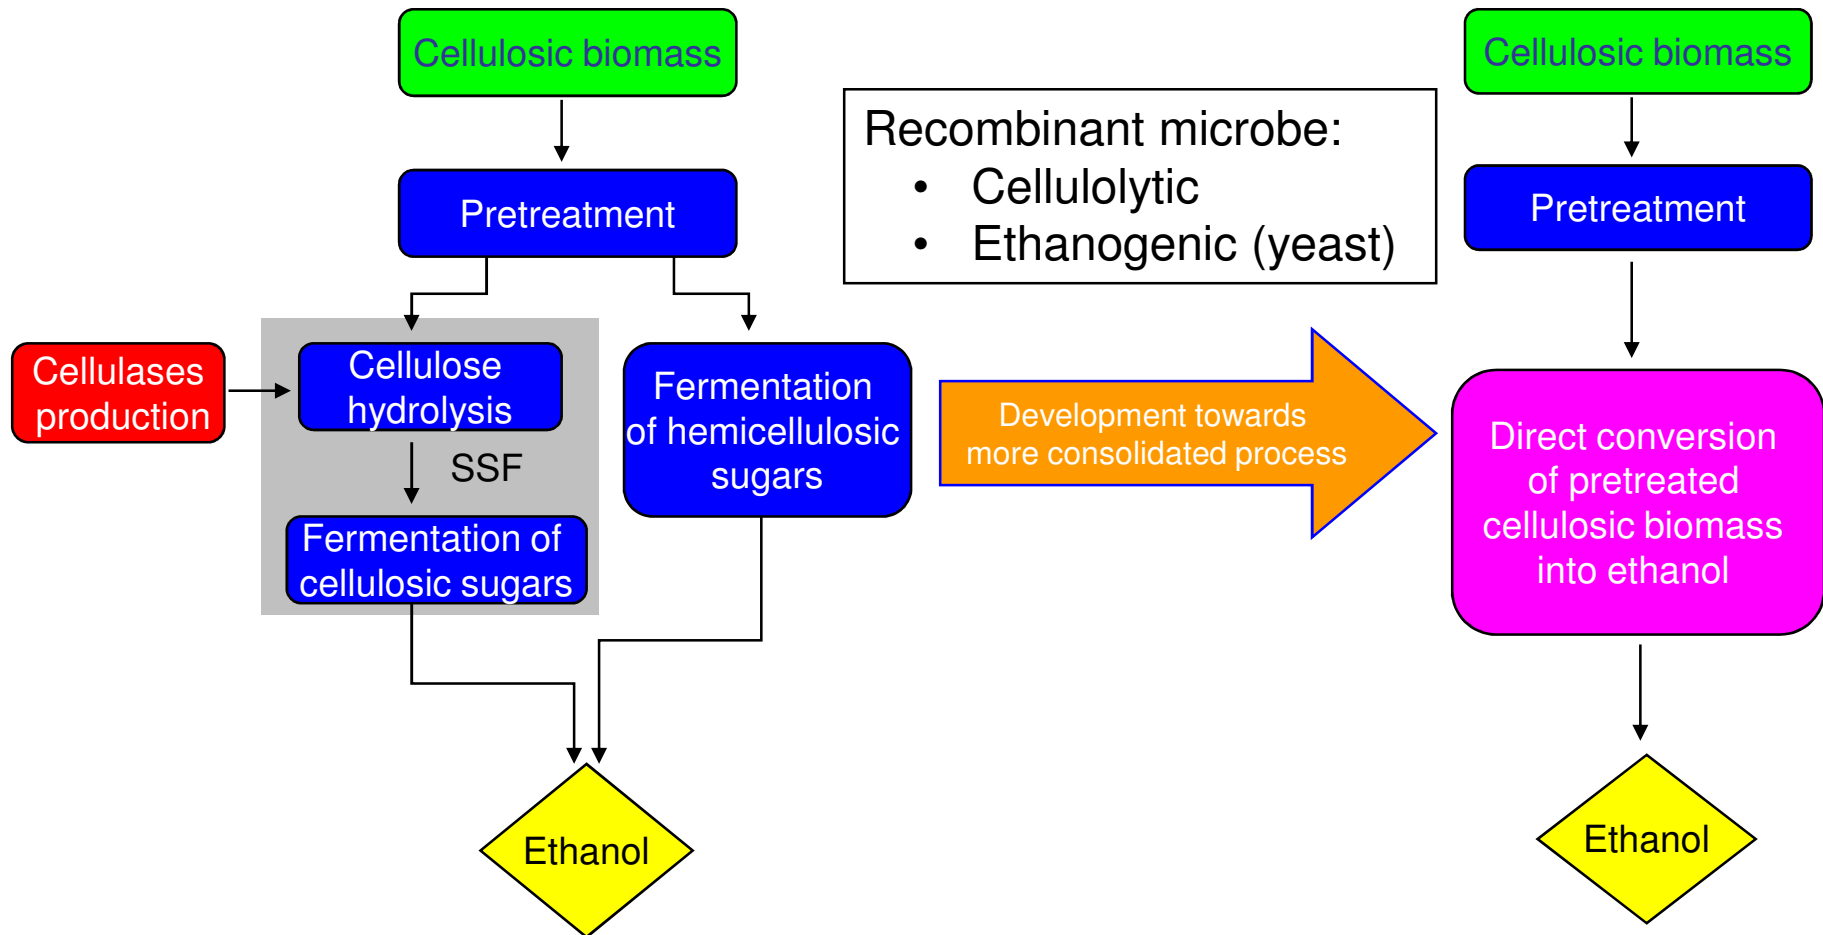 Cellulosic biomass
Pretreatment
Cellulases
production
Cellulose
hydrolysis
SSF
Fermentation of
cellulosic sugars
Fermentation
of hemicellulosic
sugars
Ethanol
Recombinant microbe:
• Cellulolytic
• Ethanogenic (yeast)
Development towards
more consolidated process
Cellulosic biomass
Pretreatment
Direct conversion
of pretreated
cellulosic biomass
into ethanol
Ethanol